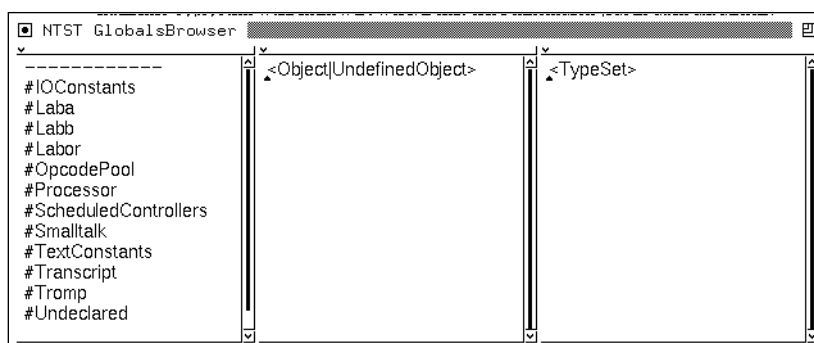 NTST GlobalsBrowser
------------
#IOConstants
#Laba
#Labb
#Labor
#OpcodePool
#Processor
#ScheduledControllers
#Smalltalk
#TextConstants
#Transcript
#Tromp
#Undeclared
<Object|UndefinedObject>
<TypeSet>